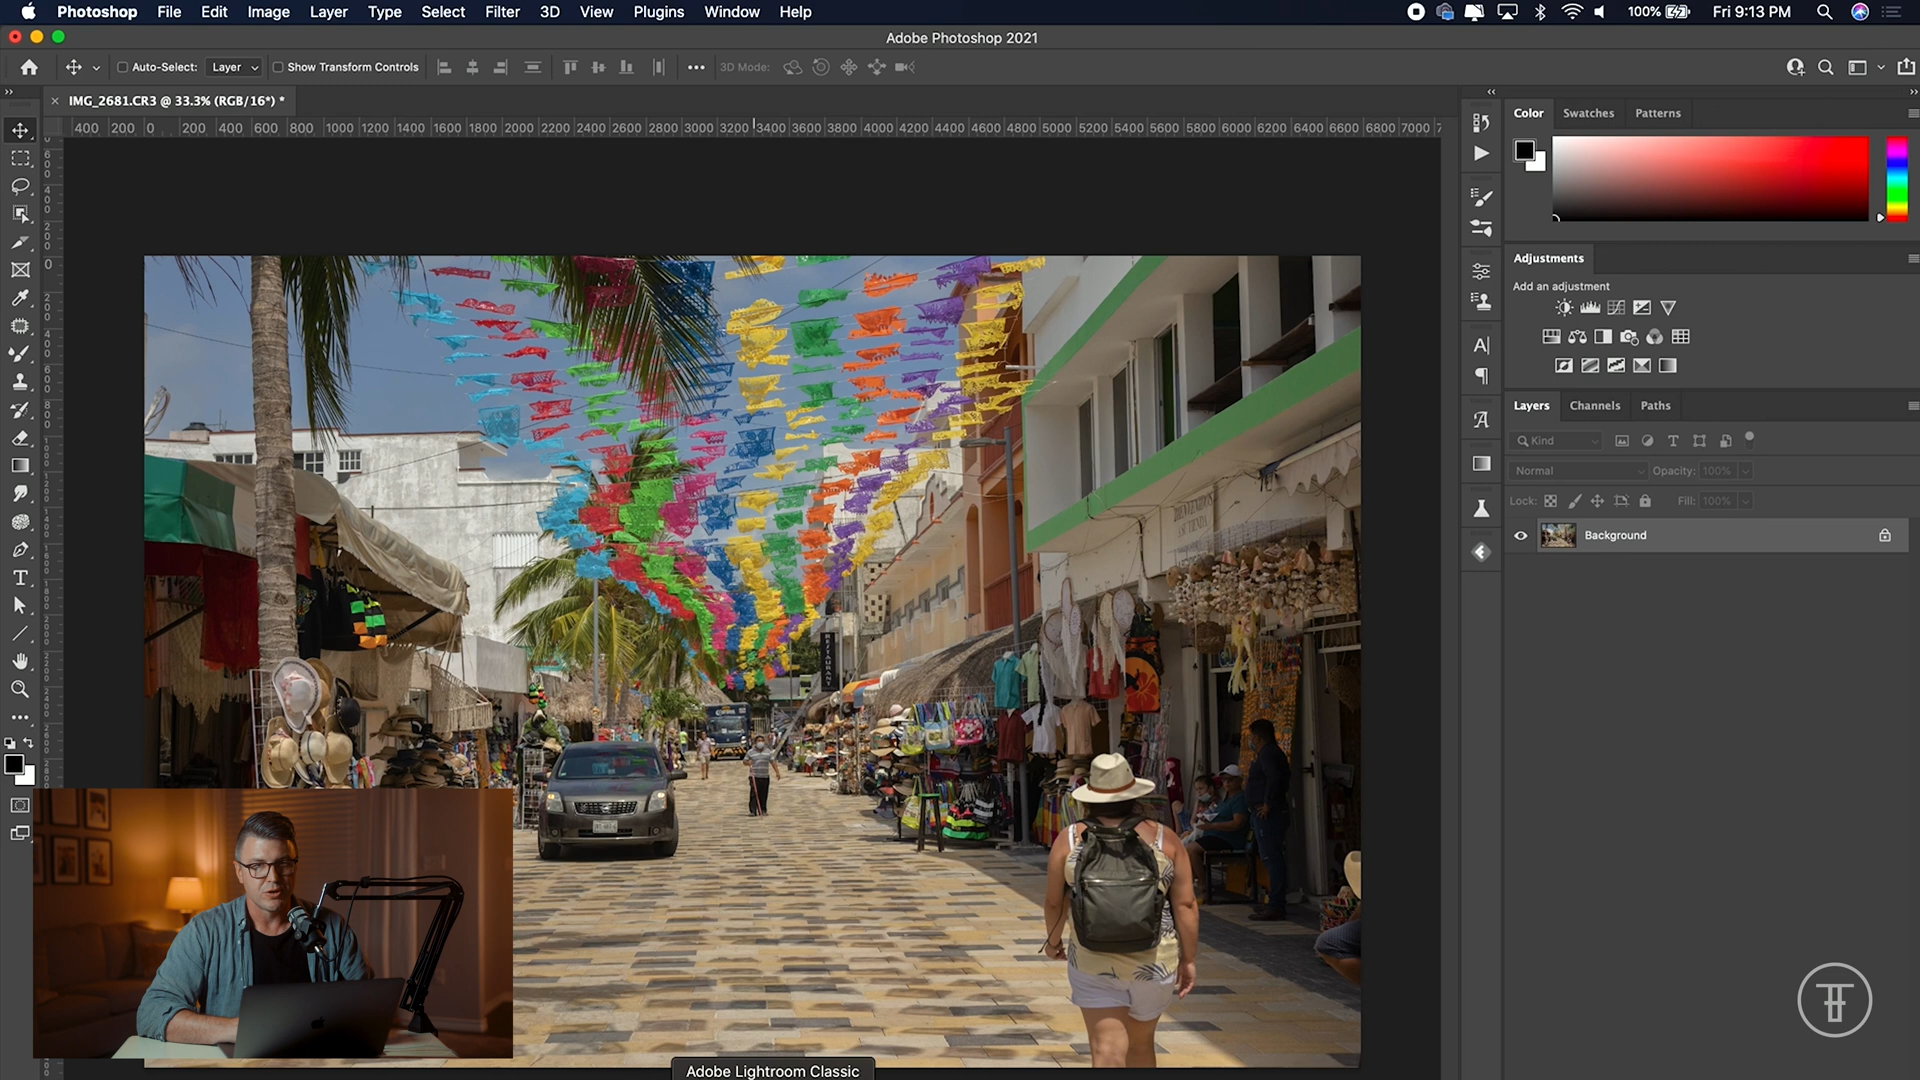 Photoshop File Edit Image Layer Type Select Filter 3D View Plugins Window Help 100% Fri 9:13 PM
Adobe Photoshop 2021
Auto-Select: Layer Show Transform Controls 3D Mode:
IMG_2681.CR3 @ 33.3% (RGB/16*) *
400 200 0 200 400 600 800 1000 1200 1400 1600 1800 2000 2200 2400 2600 2800 3000 3200 3400 3600 3800 4000 4200 4400 4600 4800 5000 5200 5400 5600 5800 6000 6200 6400 6600 6800 7000
Color Swatches Patterns
Adjustments
Add an adjustment
Layers Channels Paths
Kind
Normal Opacity: 100%
Lock: Fill: 100%
Background
BIENVENIDOS
A SU TIENDA
RESTAURANT
Adobe Lightroom Classic